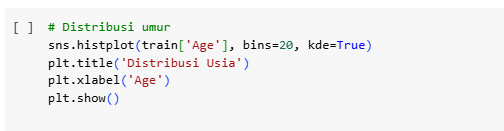 [ ] # Distribusi umur
sns.histplot(train['Age'], bins=20, kde=True)
plt.title('Distribusi Usia')
plt.xlabel('Age')
plt.show()